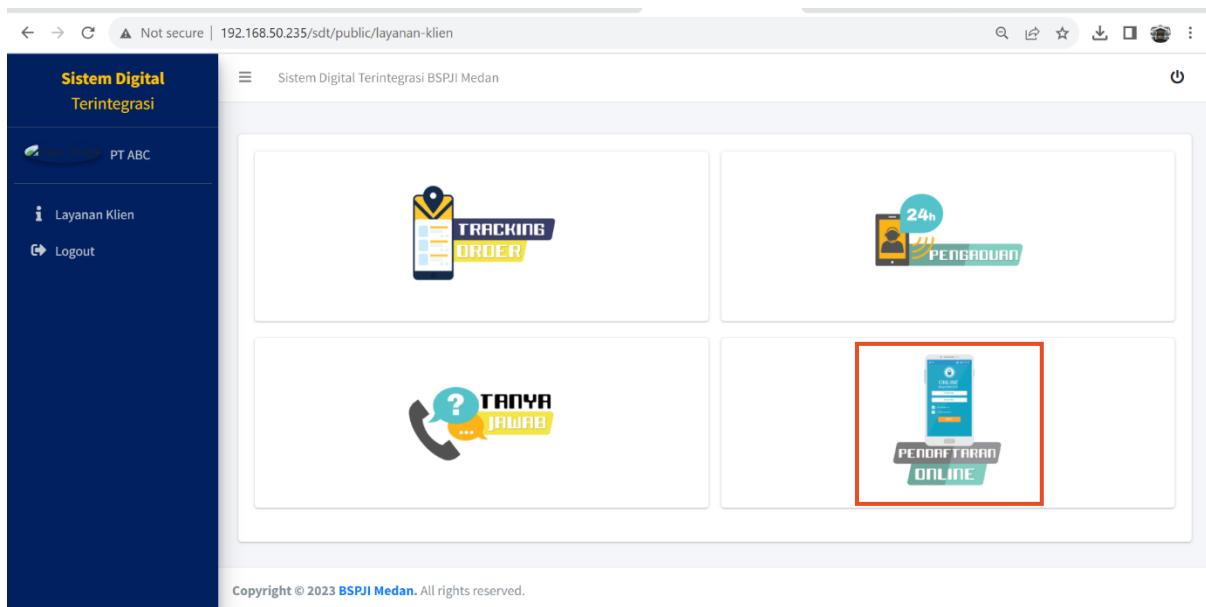 Not secure | 192.168.50.235/sdt/public/layanan-klien
Sistem Digital
Terintegrasi
Sistem Digital Terintegrasi BSPJI Medan
PT ABC
Layanan Klien
Logout
TRACKING
ORDER
24h
PENGADUAN
TANYA
JAWAB
ONLINE
PENDAFTARAN
ONLINE
Copyright © 2023 BSPJI Medan. All rights reserved.